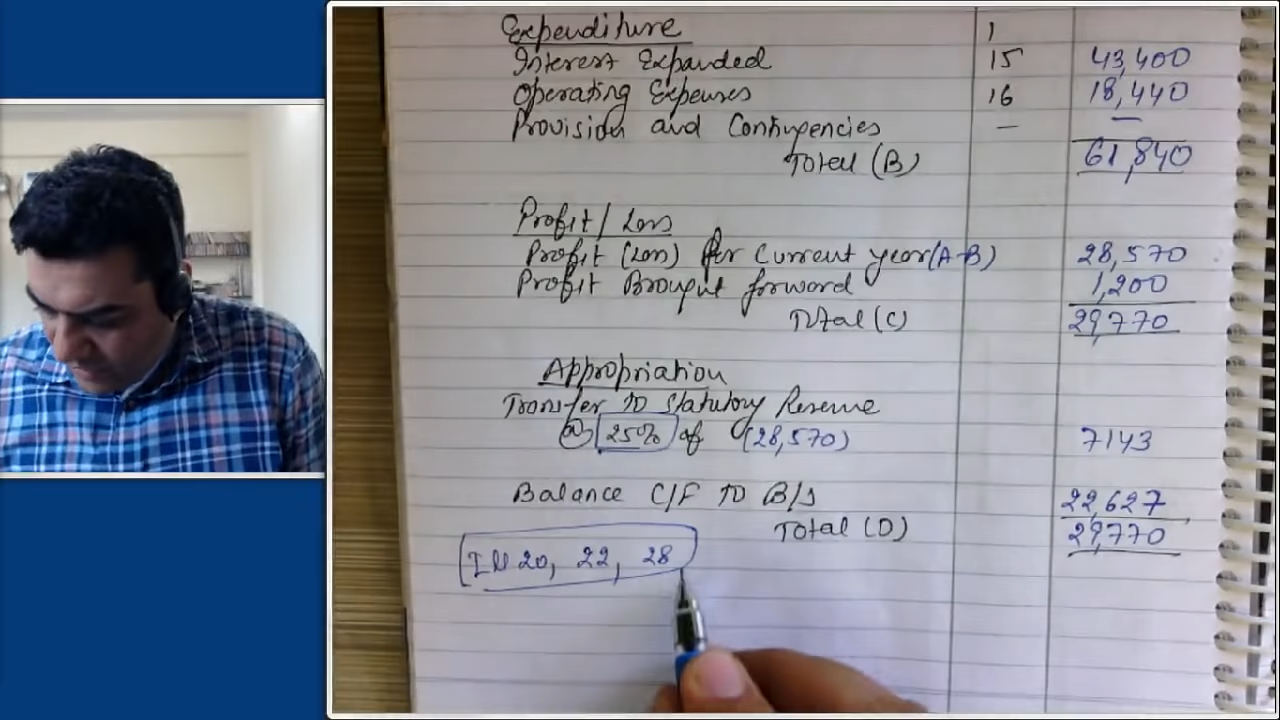 Expenditure 1
Interest Expanded 15 43,400
Operating Expenses 16 18,440
Provision and Contingencies — —
Total (B) 61,840
Profit / Loss
Profit (Loss) for Current year (A-B) 28,570
Profit Brought forward 1,200
Total (C) 29,770
Appropriation
Transfer to Statutory Reserve
@ 25% of (28,570) 7143
Balance C/F to B/S 22,627
Total (D) 29,770
Ill 20, 22, 28